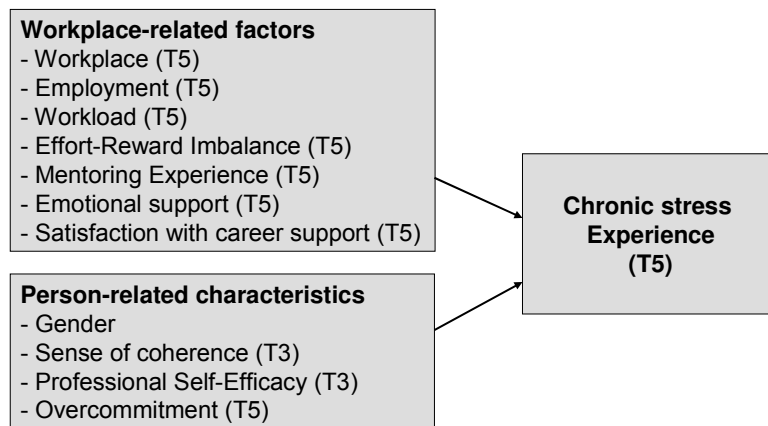 Workplace-related factors
- Workplace (T5)
- Employment (T5)
- Workload (T5)
- Effort-Reward Imbalance (T5)
- Mentoring Experience (T5)
- Emotional support (T5)
- Satisfaction with career support (T5)
Person-related characteristics
- Gender
- Sense of coherence (T3)
- Professional Self-Efficacy (T3)
- Overcommitment (T5)
Chronic stress
Experience
(T5)